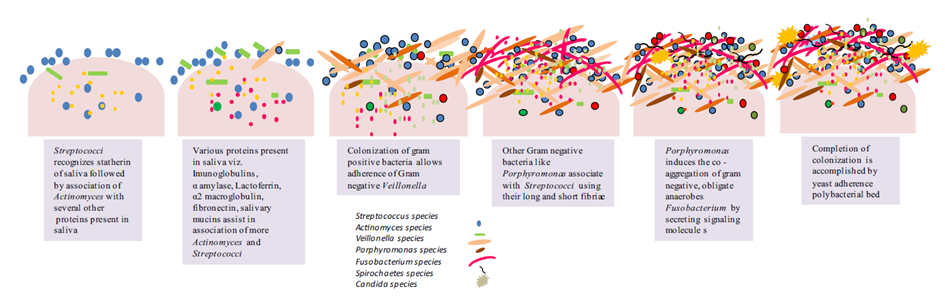 Streptococci
recognizes statherin
of saliva followed
by association of
Actinomyces with
several other
proteins present in
saliva
Various proteins present
in saliva viz.
Imunoglobulins,
α amylase, Lactoferrin,
α2 macroglobulin,
fibronectin, salivary
mucins assist in
association of more
Actinomyces and
Streptococci
Colonization of gram
positive bacteria allows
adherence of Gram
negative Veillonella
Other Gram negative
bacteria like
Porphyromonas associate
with Streptococci using
their long and short fibriæ
Porphyromonas
induces the co -
aggregation of gram
negative, obligate
anaerobes
Fusobacterium by
secreting signaling
molecule s
Completion of
colonization is
accomplished by
yeast adherence
polybacterial bed
Streptococcus species
Actinomyces species
Veillonella species
Porphyromonas species
Fusobacterium species
Spirochaetes species
Candida species